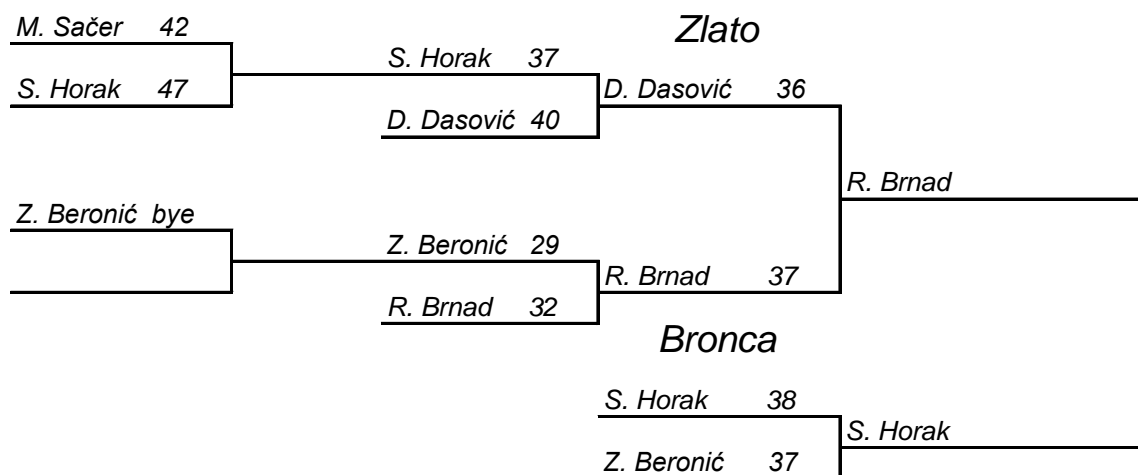 M. Sačer 42
Zlato
S. Horak 37
S. Horak 47
D. Dasović 36
D. Dasović 40
R. Brnad
Z. Beronić bye
Z. Beronić 29
R. Brnad 37
R. Brnad 32
Bronca
S. Horak 38
S. Horak
Z. Beronić 37